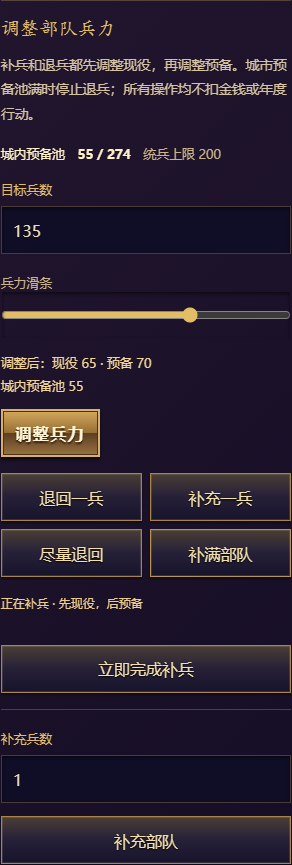 调整部队兵力
补兵和退兵都先调整现役，再调整预备。城市预
备池满时停止退兵；所有操作均不扣金钱或年度
行动。
城内预备池 55 / 274 统兵上限 200
目标兵数
135
兵力滑条
调整后：现役 65 · 预备 70
城内预备池 55
调整兵力
退回一兵 补充一兵
尽量退回 补满部队
正在补兵 · 先现役，后预备
立即完成补兵
补充兵数
1
补充部队